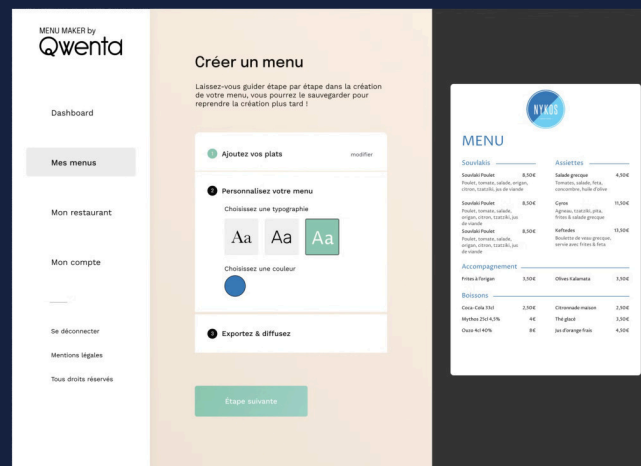 MENU MAKER by
Qwenta
Dashboard
Mes menus
Mon restaurant
Mon compte
Se déconnecter
Mentions légales
Tous droits réservés
Créer un menu
Laissez-vous guider étape par étape dans la création
de votre menu, vous pourrez le sauvegarder pour
reprendre la création plus tard !
1 Ajoutez vos plats modifier
2 Personnalisez votre menu
Choisissez une typographie
Aa Aa Aa
Choisissez une couleur
3 Exportez & diffusez
Étape suivante
NYKOS
MENU
Souvlakis
Souvlaki Poulet 8,50€
Poulet, tomate, salade, origan,
citron, tzatziki, jus de viande
Souvlaki Poulet 8,50€
Poulet, tomate, salade,
origan, citron, tzatziki, jus
de viande
Souvlaki Poulet 8,50€
Poulet, tomate, salade,
origan, citron, tzatziki, jus
de viande
Assiettes
Salade grecque 4,50€
Tomates, salade, feta,
concombre, huile d'olive
Gyros 11,50€
Agneau, tzatziki, pita,
frites & salade grecque
Keftedes 13,50€
Boulette de veau grecque,
servie avec frites & feta
Accompagnement
Frites à l'origan 3,50€
Olives Kalamata 3,50€
Boissons
Coca-Cola 33cl 2,50€
Mythos 25cl 4,5% 4€
Ouzo 4cl 40% 8€
Citronnade maison 2,50€
Thé glacé 3,50€
Jus d'orange frais 4,50€